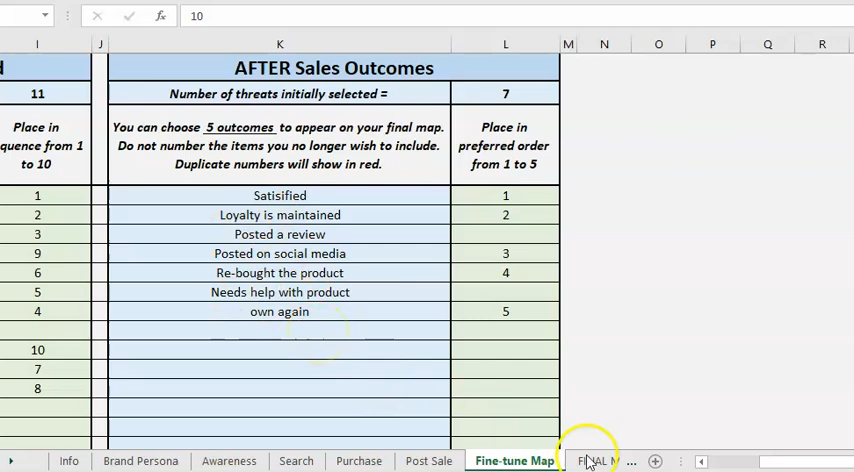 fx 10
I J K L M N O P Q R
d AFTER Sales Outcomes
11 Number of threats initially selected = 7
Place in
quence from 1
to 10
You can choose 5 outcomes to appear on your final map.
Do not number the items you no longer wish to include.
Duplicate numbers will show in red.
Place in
preferred order
from 1 to 5
1 Satisified 1
2 Loyalty is maintained 2
3 Posted a review
9 Posted on social media 3
6 Re-bought the product 4
5 Needs help with product
4 own again 5
10
7
8
Info Brand Persona Awareness Search Purchase Post Sale Fine-tune Map FINAL M ...